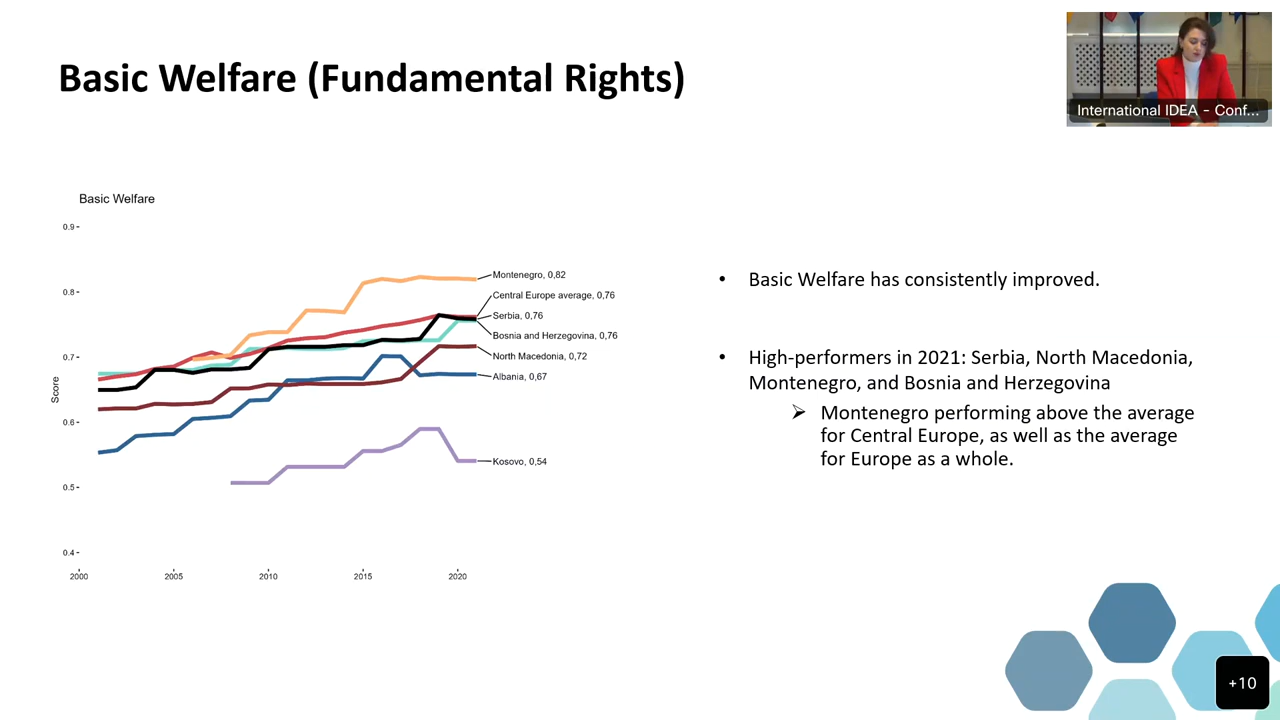 Basic Welfare (Fundamental Rights)
International IDEA - Conf...
Basic Welfare
0.9
0.8
0.7
0.6
0.5
0.4
Score
2000 2005 2010 2015 2020
Montenegro, 0,82
Central Europe average, 0,76
Serbia, 0,76
Bosnia and Herzegovina, 0,76
North Macedonia, 0,72
Albania, 0,67
Kosovo, 0,54
• Basic Welfare has consistently improved.
• High-performers in 2021: Serbia, North Macedonia,
Montenegro, and Bosnia and Herzegovina
➢ Montenegro performing above the average
for Central Europe, as well as the average
for Europe as a whole.
+10